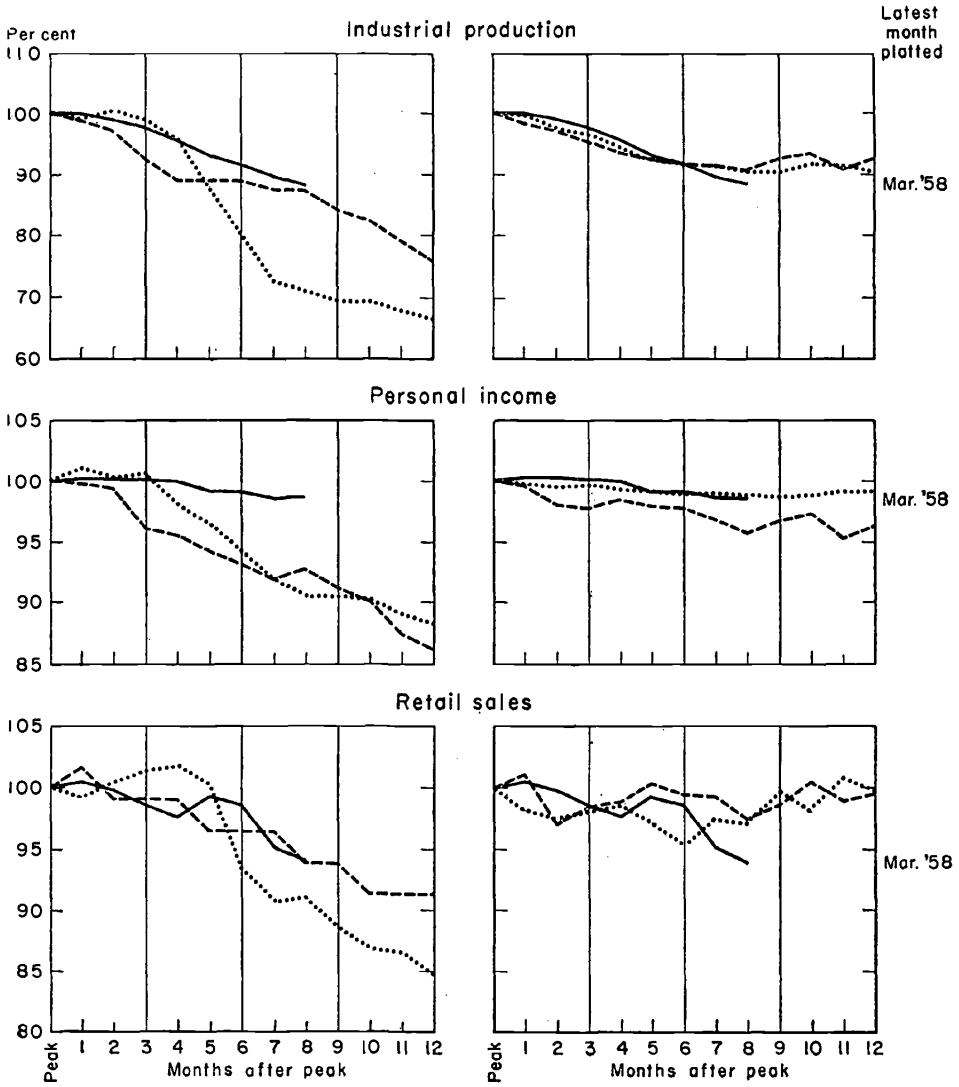 Industrial production
Latest
month
platted
Per cent
110
100
90
80
70
60
Mar. '58
Personal income
105
100
95
90
85
Mar. '58
Retail sales
105
100
95
90
85
80
Mar. '58
Peak 1 2 3 4 5 6 7 8 9 10 11 12
Months after peak
Peak 1 2 3 4 5 6 7 8 9 10 11 12
Months after peak